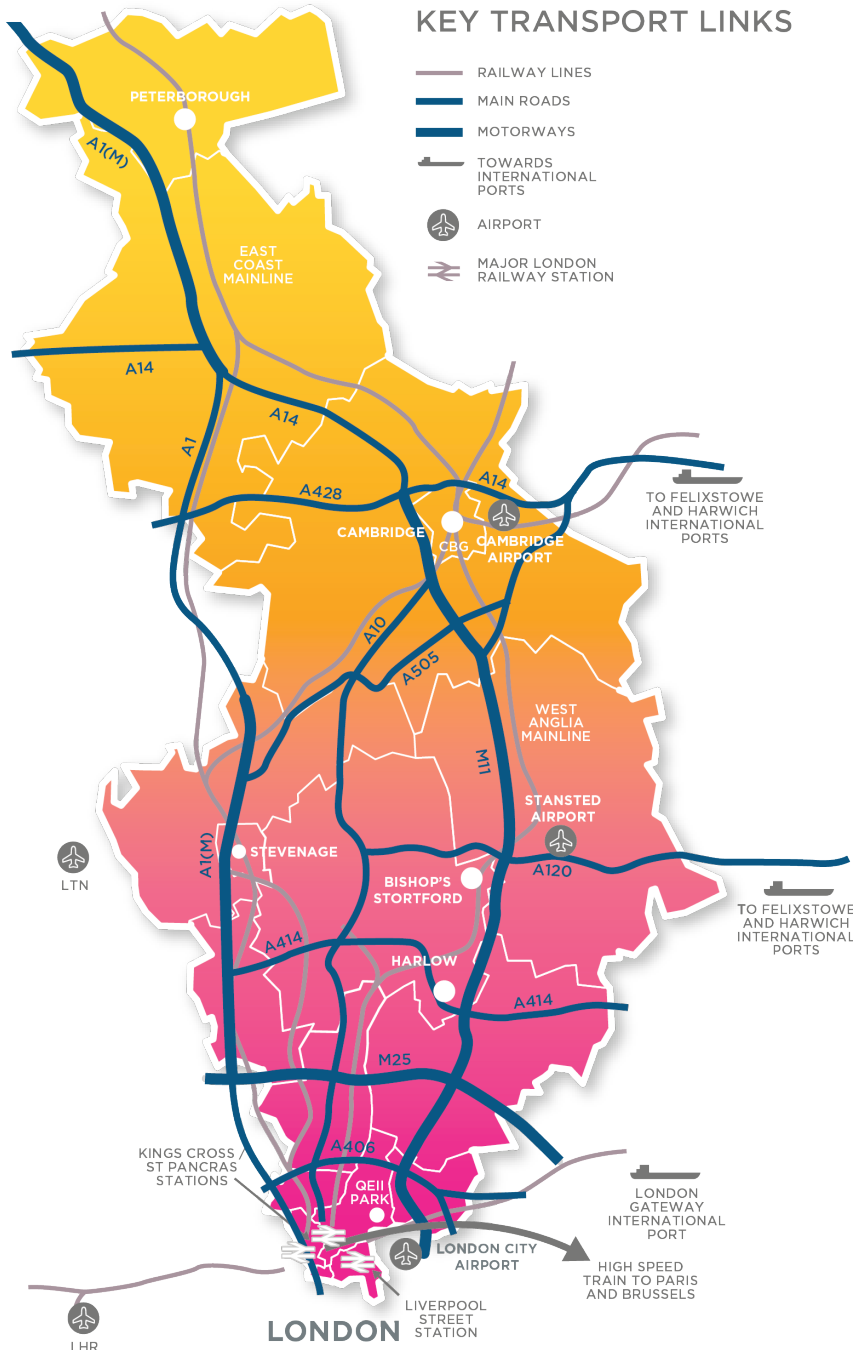 KEY TRANSPORT LINKS
RAILWAY LINES
MAIN ROADS
MOTORWAYS
TOWARDS
INTERNATIONAL
PORTS
AIRPORT
MAJOR LONDON
RAILWAY STATION
PETERBOROUGH
A1(M)
EAST
COAST
MAINLINE
A14
A14
A1
A428
A14
TO FELIXSTOWE
AND HARWICH
INTERNATIONAL
PORTS
CAMBRIDGE
CBG
CAMBRIDGE
AIRPORT
A10
A505
WEST
ANGLIA
MAINLINE
M11
STANSTED
AIRPORT
A1(M)
STEVENAGE
LTN
BISHOP'S
STORTFORD
A120
TO FELIXSTOWE
AND HARWICH
INTERNATIONAL
PORTS
A414
HARLOW
A414
M25
A406
KINGS CROSS
ST PANCRAS
STATIONS
QEII
PARK
LONDON
GATEWAY
INTERNATIONAL
PORT
LONDON CITY
AIRPORT
HIGH SPEED
TRAIN TO PARIS
AND BRUSSELS
LIVERPOOL
STREET
STATION
LONDON
LHR